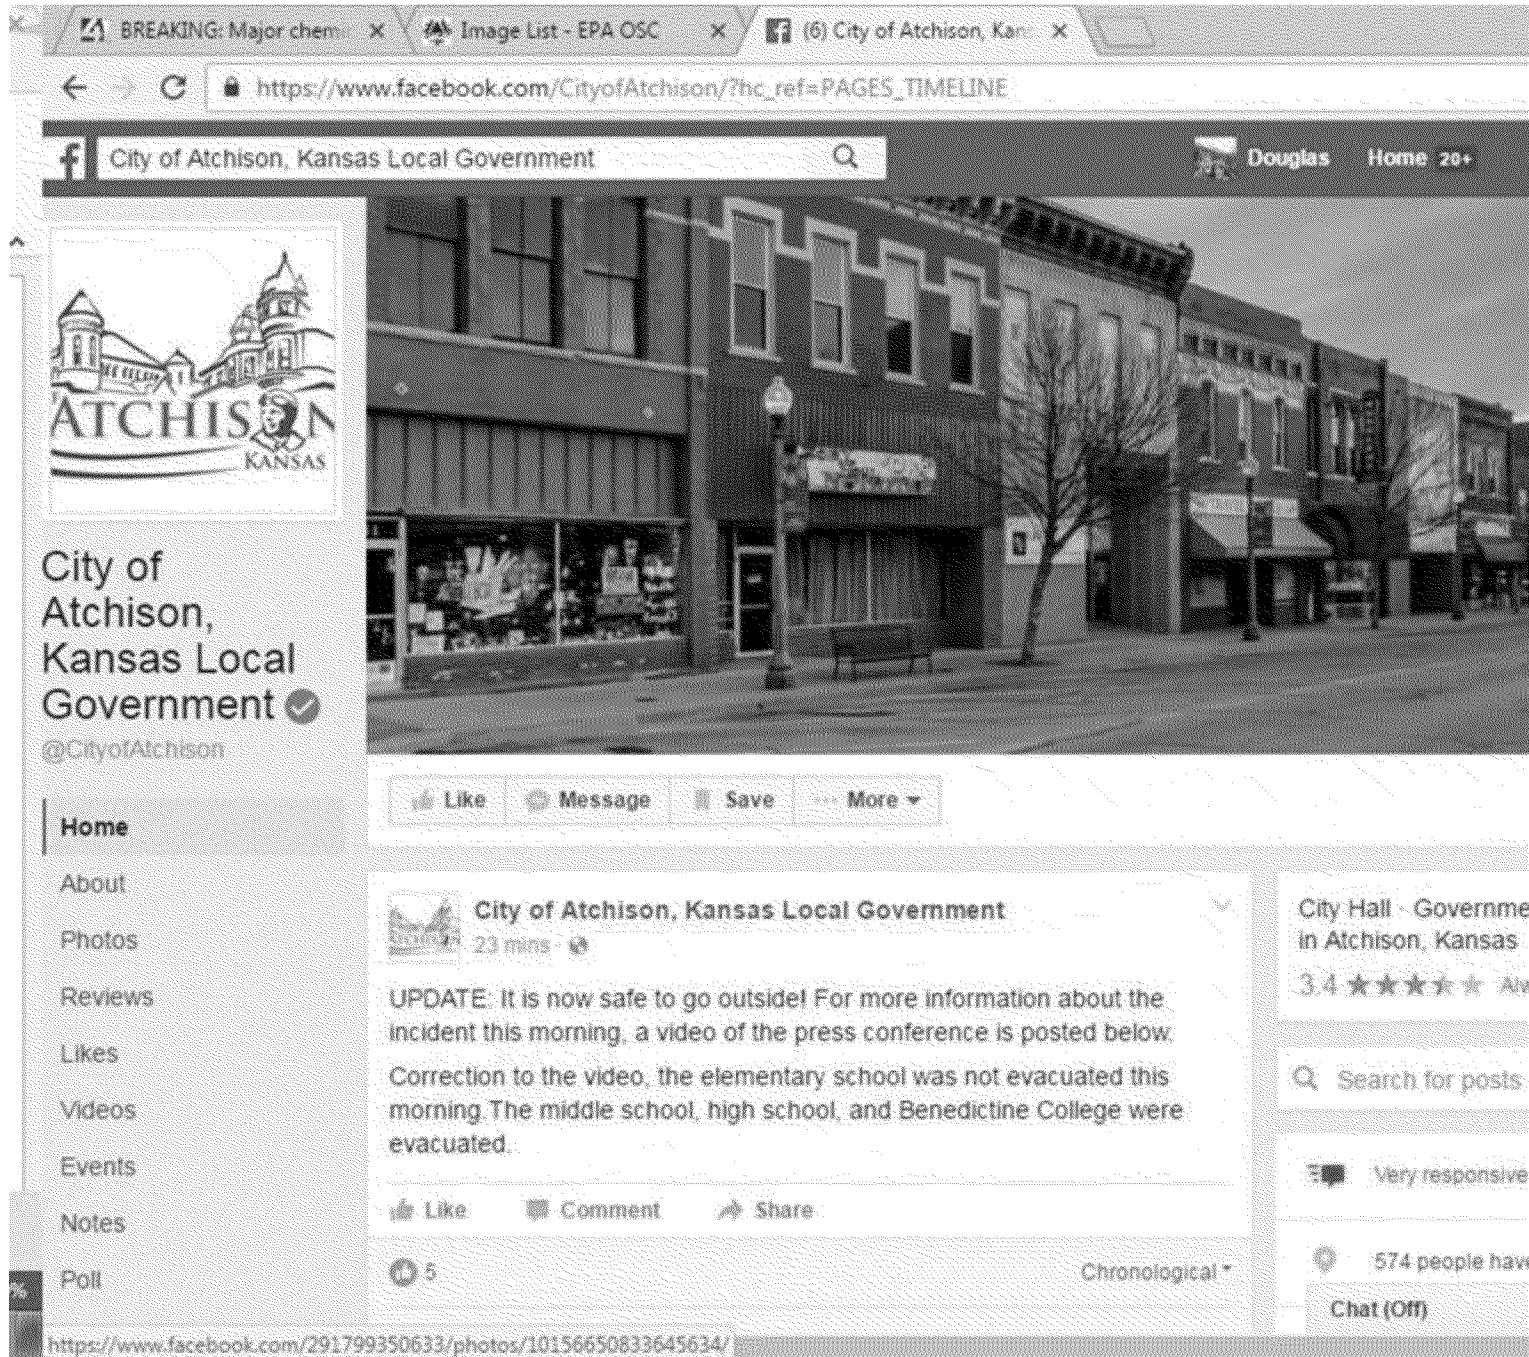 BREAKING: Major chemi
Image List - EPA OSC
(6) City of Atchison, Kan
https://www.facebook.com/CityofAtchison/?hc_ref=PAGES_TIMELINE
City of Atchison, Kansas Local Government
Douglas
Home 20+
ATCHISON
KANSAS
City of
Atchison,
Kansas Local
Government
@CityofAtchison
Like
Message
Save
More
Home
About
Photos
Reviews
Likes
Videos
Events
Notes
Poll
City of Atchison, Kansas Local Government
23 mins
UPDATE: It is now safe to go outside! For more information about the
incident this morning, a video of the press conference is posted below.
Correction to the video, the elementary school was not evacuated this
morning.The middle school, high school, and Benedictine College were
evacuated.
Like
Comment
Share
5
Chronological
City Hall · Governme
in Atchison, Kansas
3.4
Alw
Search for posts
Very responsive
574 people have
Chat (Off)
%
https://www.facebook.com/291799350633/photos/10156650833645634/